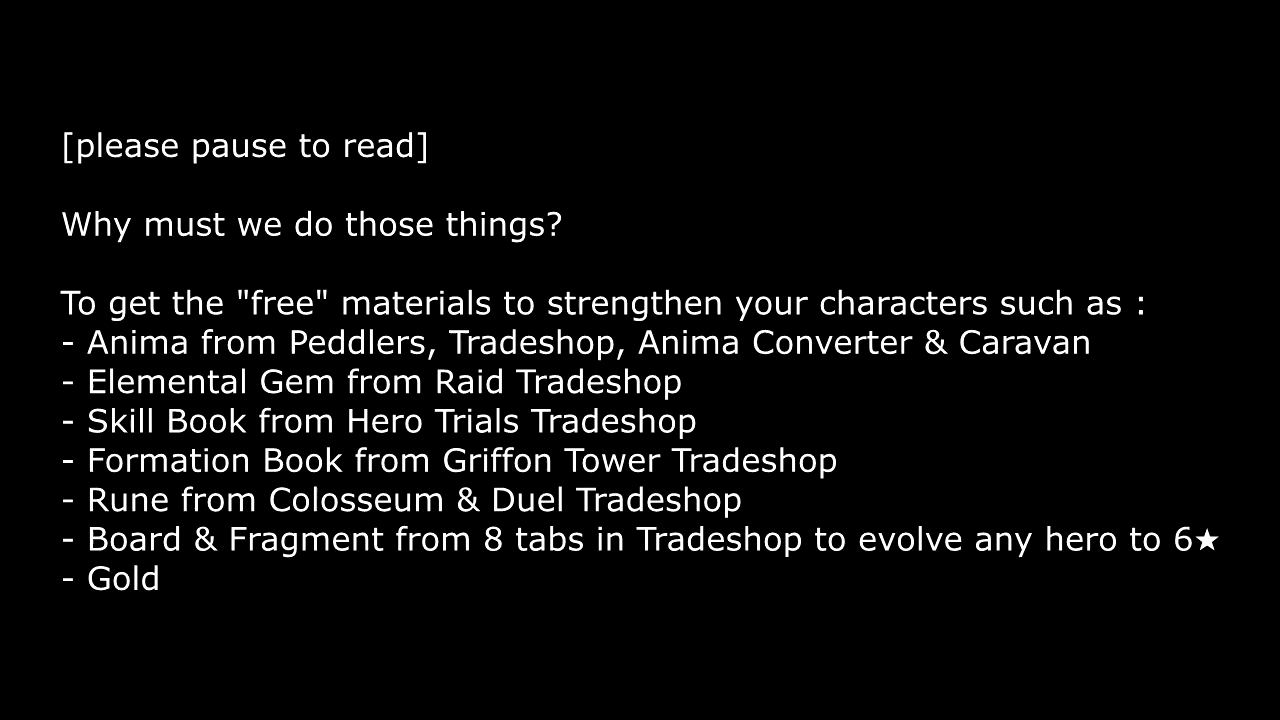 [please pause to read]
Why must we do those things?
To get the "free" materials to strengthen your characters such as :
- Anima from Peddlers, Tradeshop, Anima Converter & Caravan
- Elemental Gem from Raid Tradeshop
- Skill Book from Hero Trials Tradeshop
- Formation Book from Griffon Tower Tradeshop
- Rune from Colosseum & Duel Tradeshop
- Board & Fragment from 8 tabs in Tradeshop to evolve any hero to 6★
- Gold